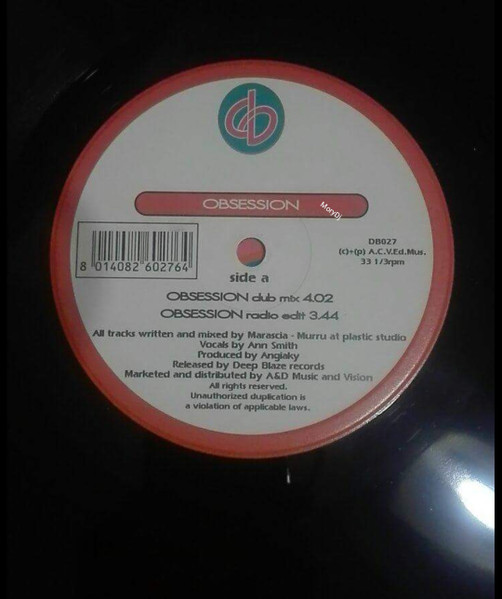 db
OBSESSION
MoryDj
8 014082 602764
DB027
(c)+(p) A.C.V.Ed.Mus.
33 1/3rpm
side a
OBSESSION dub mix 4.02
OBSESSION radio edit 3.44
All tracks written and mixed by Marascia - Murru at plastic studio
Vocals by Ann Smith
Produced by Angiaky
Released by Deep Blaze records
Marketed and distributed by A&D Music and Vision
All rights reserved.
Unauthorized duplication is
a violation of applicable laws.